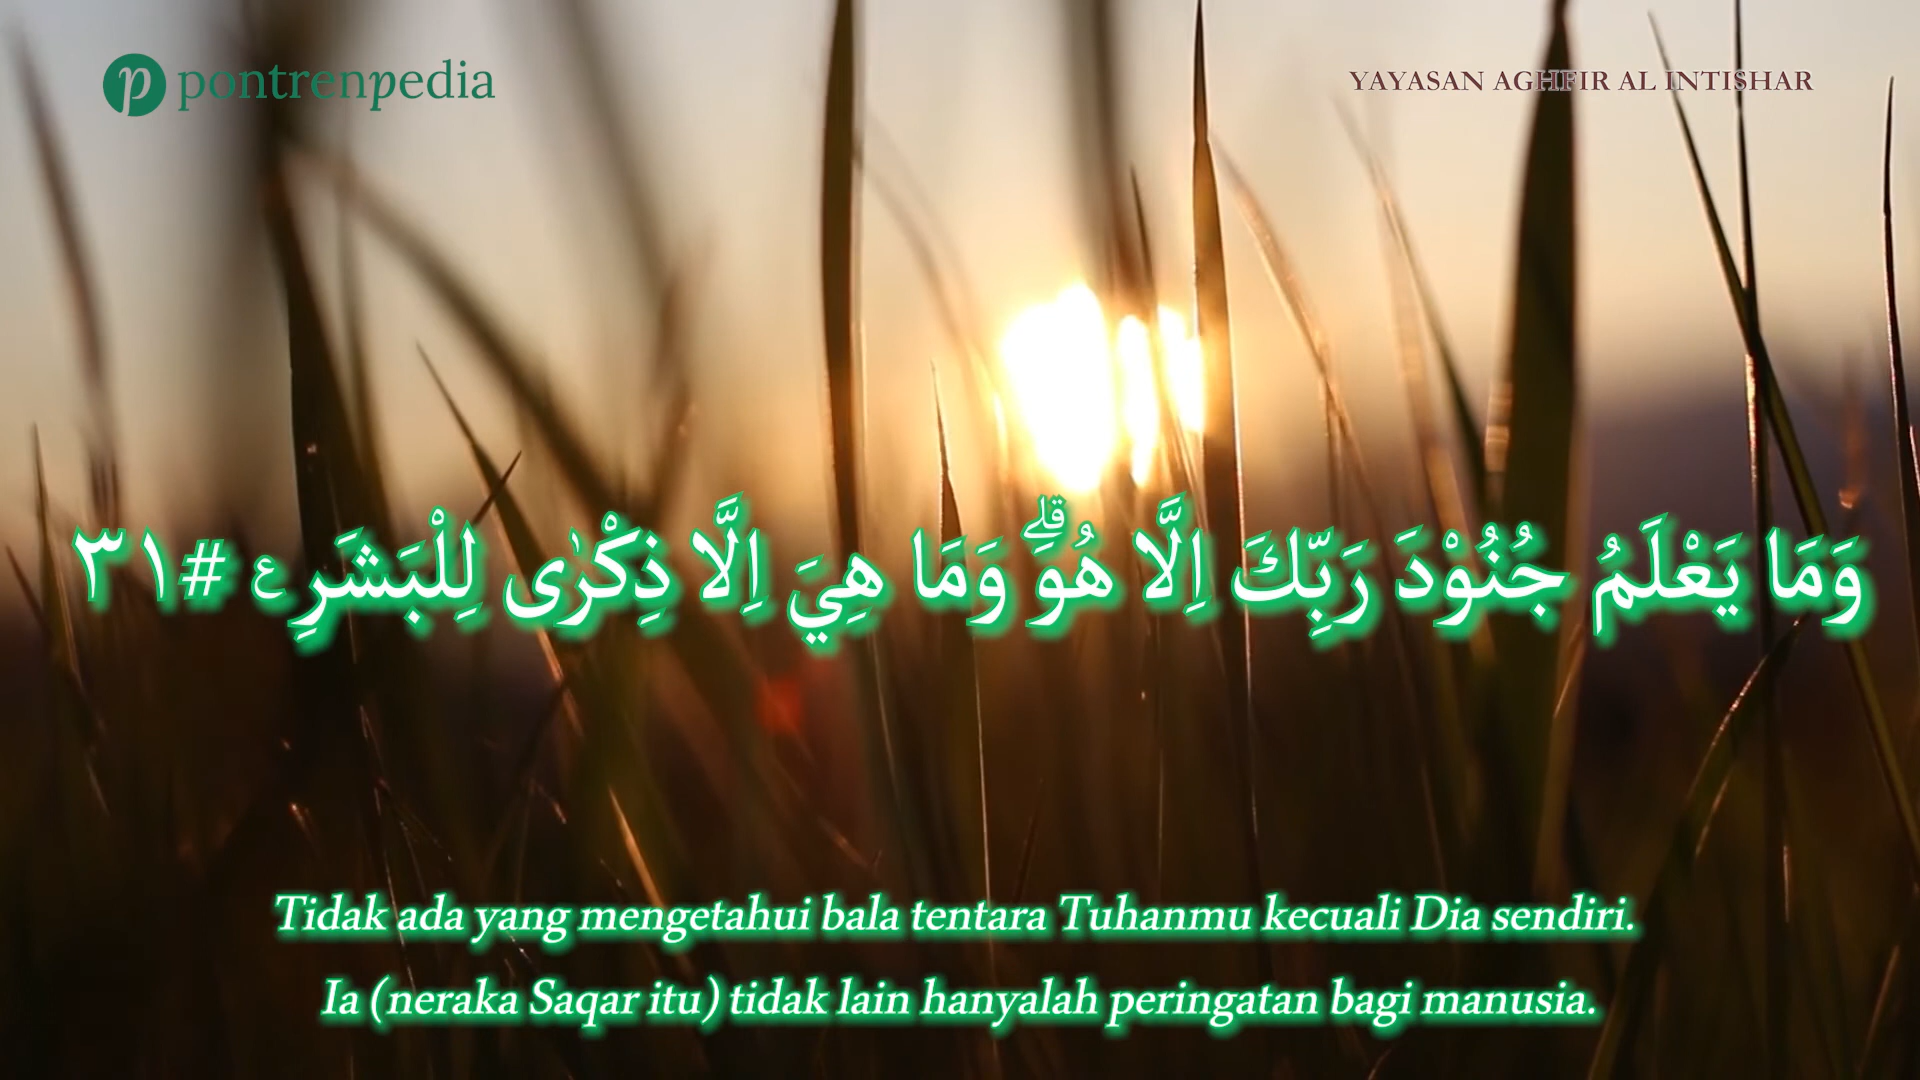 pontrenpedia
YAYASAN AGHFIR AL INTISHAR
وَمَا يَعْلَمُ جُنُوْدَ رَبِّكَ اِلَّا هُوَۗ وَمَا هِيَ اِلَّا ذِكْرٰى لِلْبَشَرِ ࣖ #٣١
Tidak ada yang mengetahui bala tentara Tuhanmu kecuali Dia sendiri.
Ia (neraka Saqar itu) tidak lain hanyalah peringatan bagi manusia.